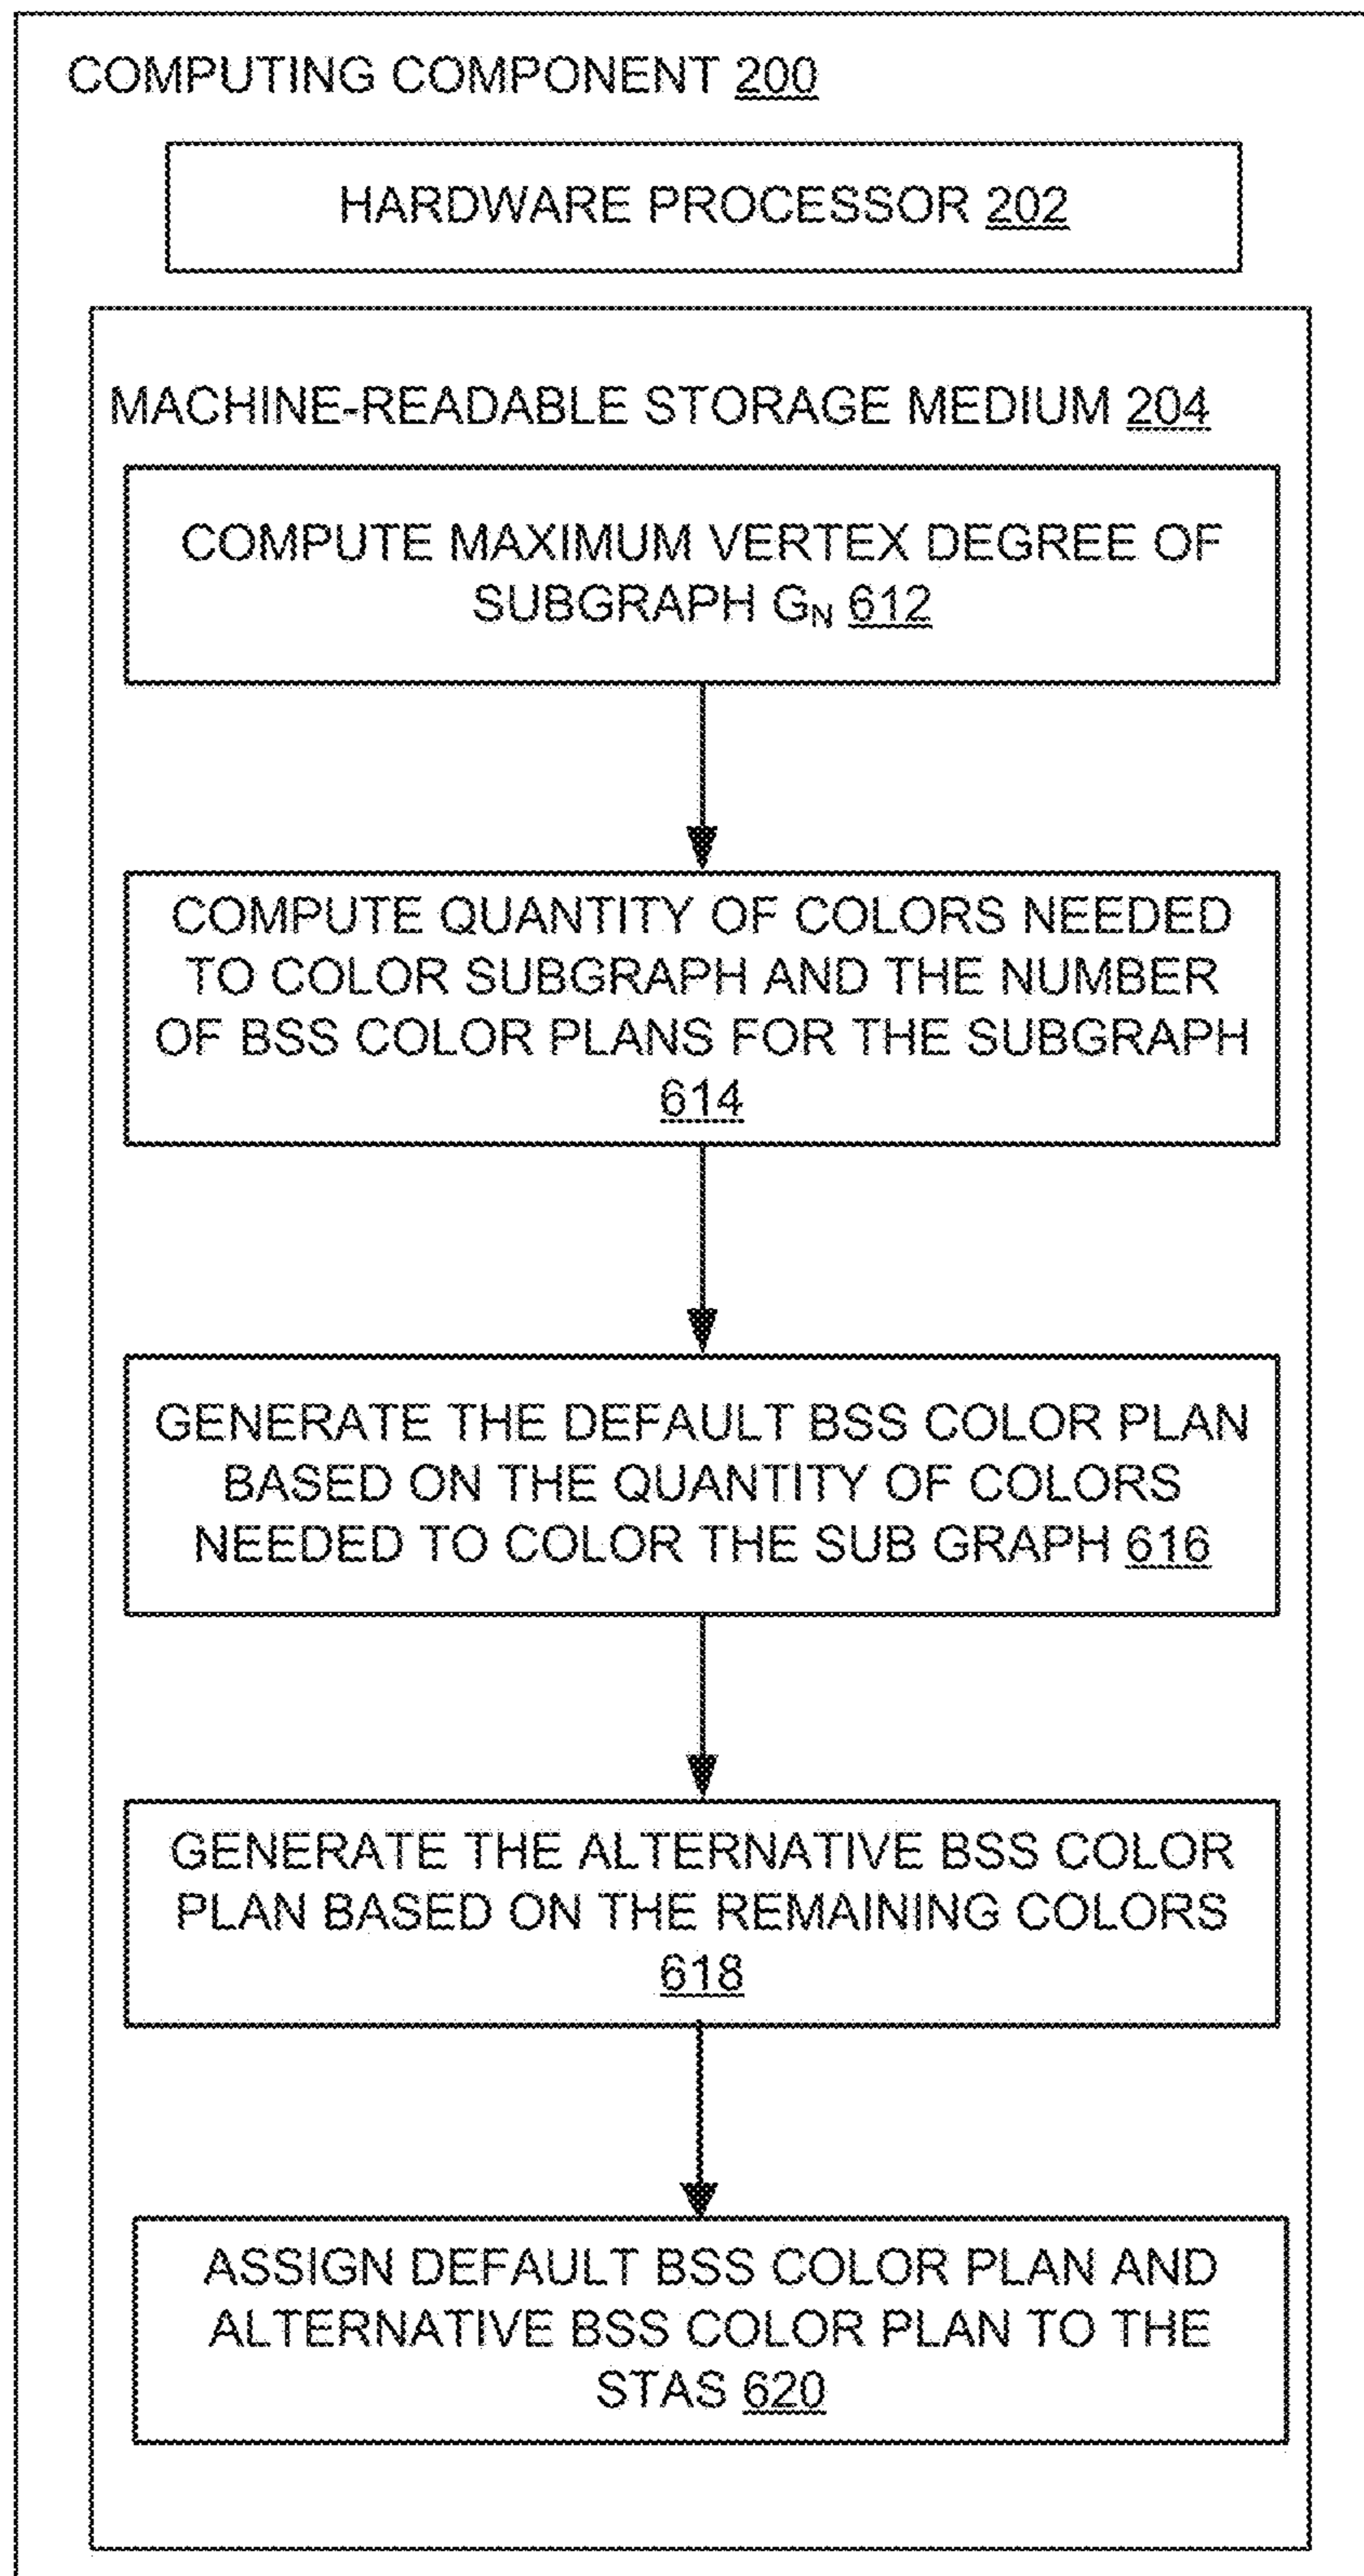 COMPUTING COMPONENT 200
HARDWARE PROCESSOR 202
MACHINE-READABLE STORAGE MEDIUM 204
COMPUTE MAXIMUM VERTEX DEGREE OF
SUBGRAPH GN 612
COMPUTE QUANTITY OF COLORS NEEDED
TO COLOR SUBGRAPH AND THE NUMBER
OF BSS COLOR PLANS FOR THE SUBGRAPH
614
GENERATE THE DEFAULT BSS COLOR PLAN
BASED ON THE QUANTITY OF COLORS
NEEDED TO COLOR THE SUB GRAPH 616
GENERATE THE ALTERNATIVE BSS COLOR
PLAN BASED ON THE REMAINING COLORS
618
ASSIGN DEFAULT BSS COLOR PLAN AND
ALTERNATIVE BSS COLOR PLAN TO THE
STAS 620